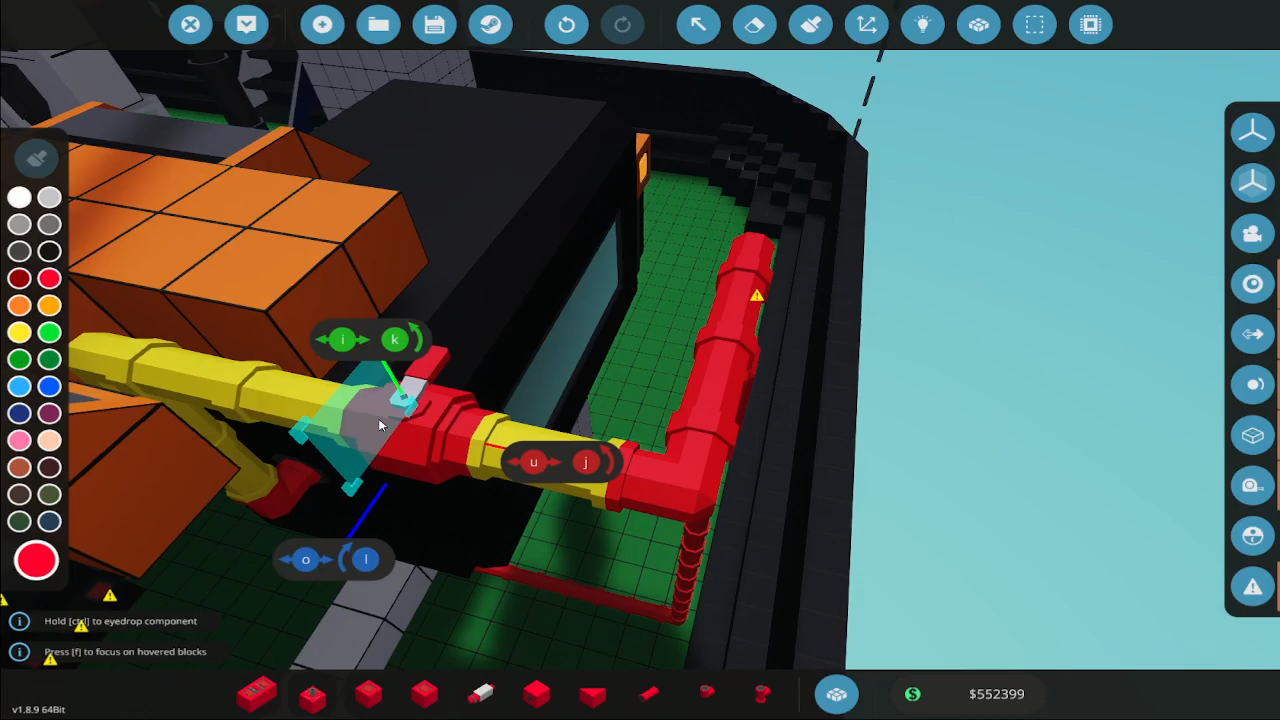 i k
u j
o l
Hold [ctrl] to eyedrop component
Press [f] to focus on hovered blocks
$ $552399
v1.8.9 64Bit